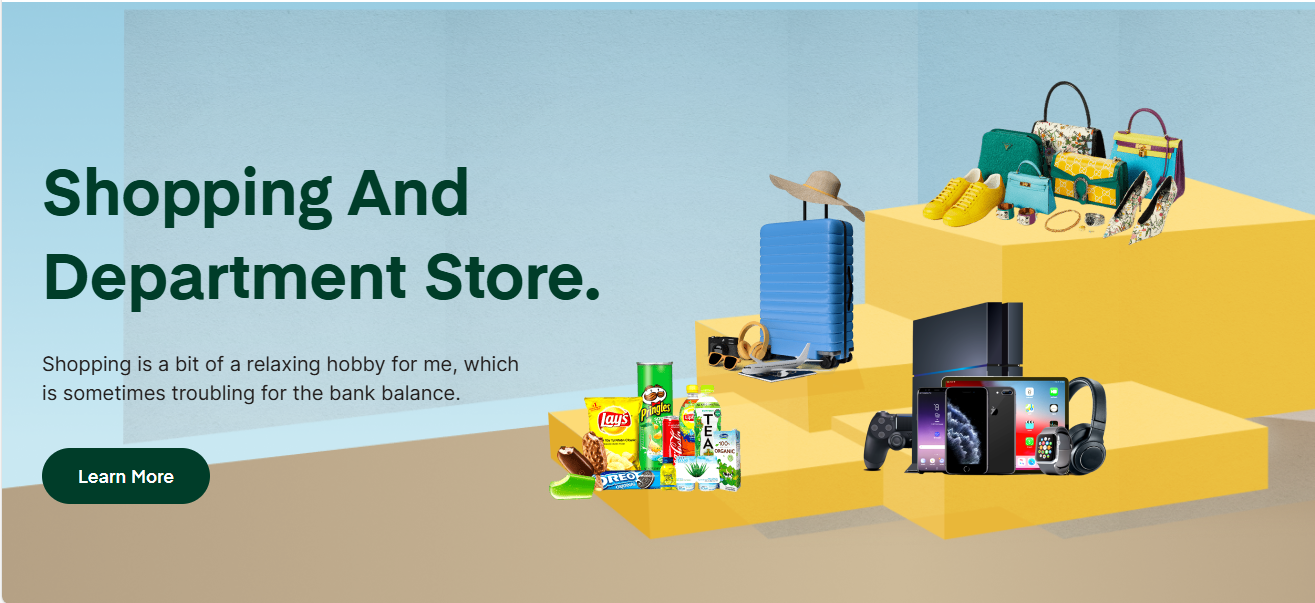 Shopping And
Department Store.
Shopping is a bit of a relaxing hobby for me, which
is sometimes troubling for the bank balance.
Learn More
Lay's
Pringles
TEA
100%
ORGANIC
OREO